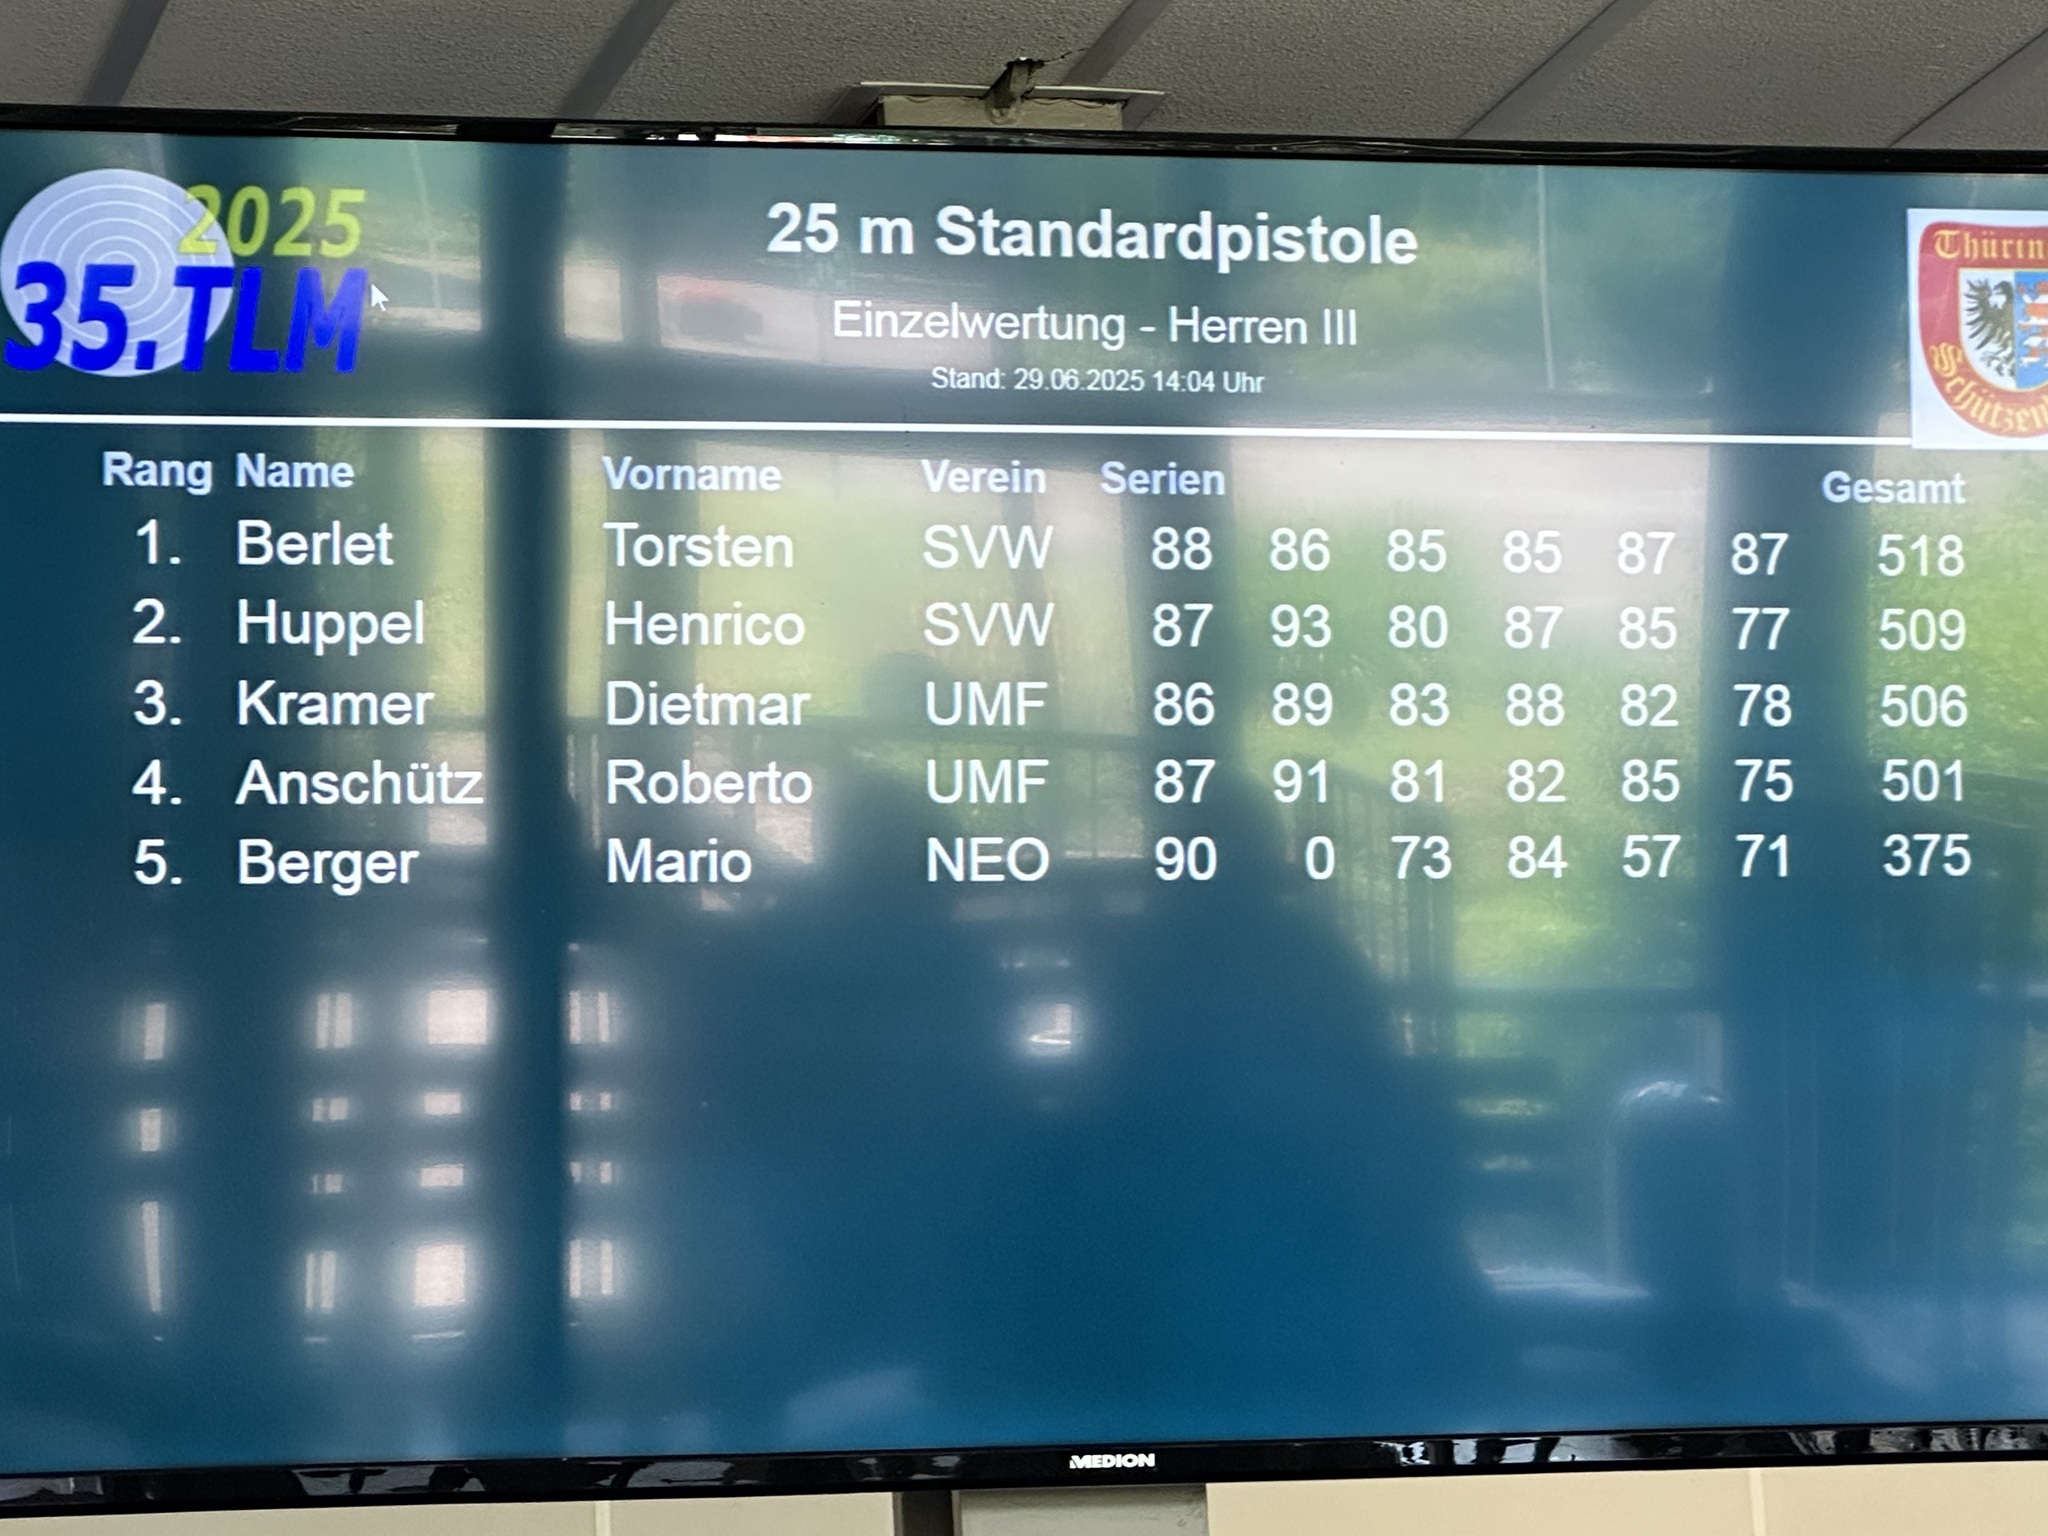 2025
35.TLM
25 m Standardpistole
Einzelwertung - Herren III
Stand: 29.06.2025 14:04 Uhr
Rang Name Vorname Verein Serien Gesamt
1. Berlet Torsten SVW 88 86 85 85 87 87 518
2. Huppel Henrico SVW 87 93 80 87 85 77 509
3. Kramer Dietmar UMF 86 89 83 88 82 78 506
4. Anschütz Roberto UMF 87 91 81 82 85 75 501
5. Berger Mario NEO 90 0 73 84 57 71 375
MEDION